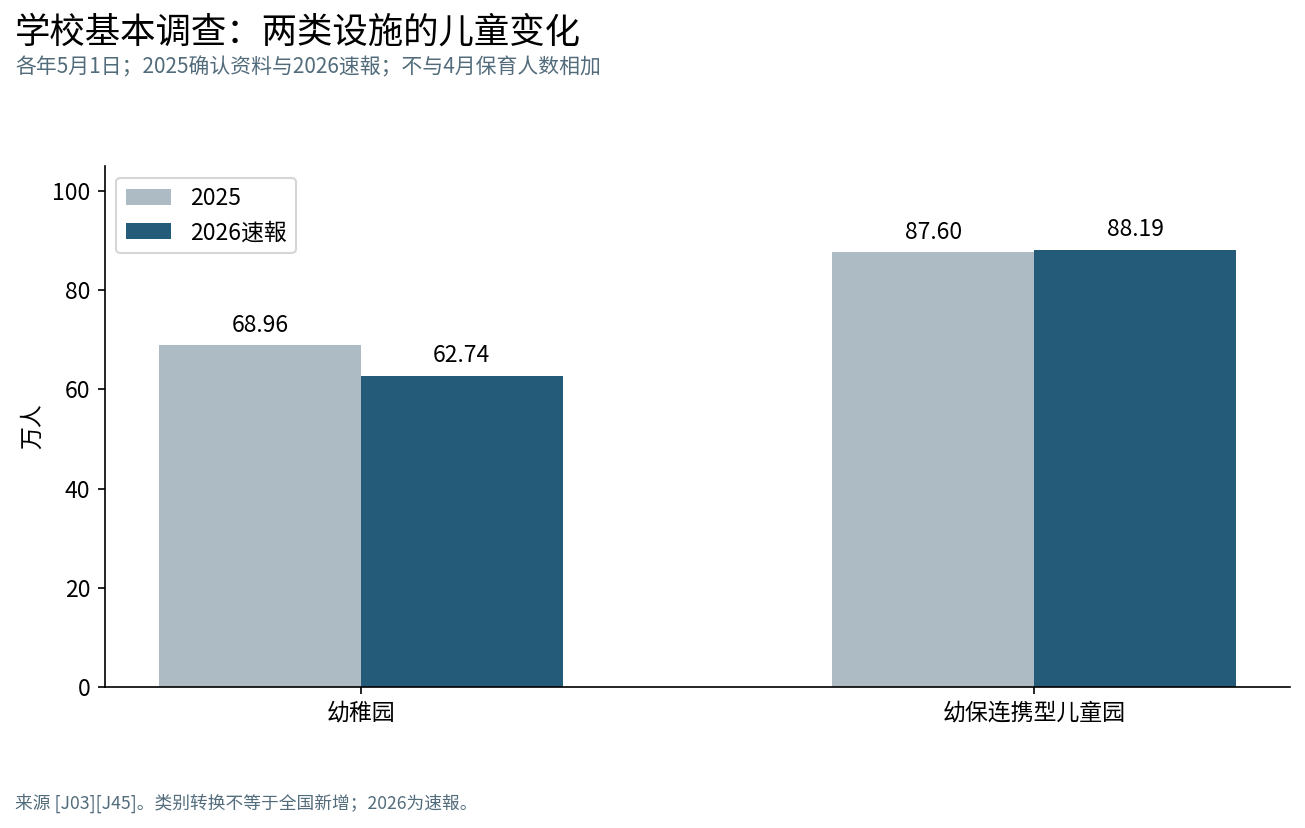 学校基本调查：两类设施的儿童变化
各年5月1日；2025确认资料与2026速報；不与4月保育人数相加
2025
2026速報
万人
100
80
60
40
20
0
68.96
62.74
87.60
88.19
幼稚园
幼保连携型儿童园
来源 [J03][J45]。类别转换不等于全国新增；2026为速報。